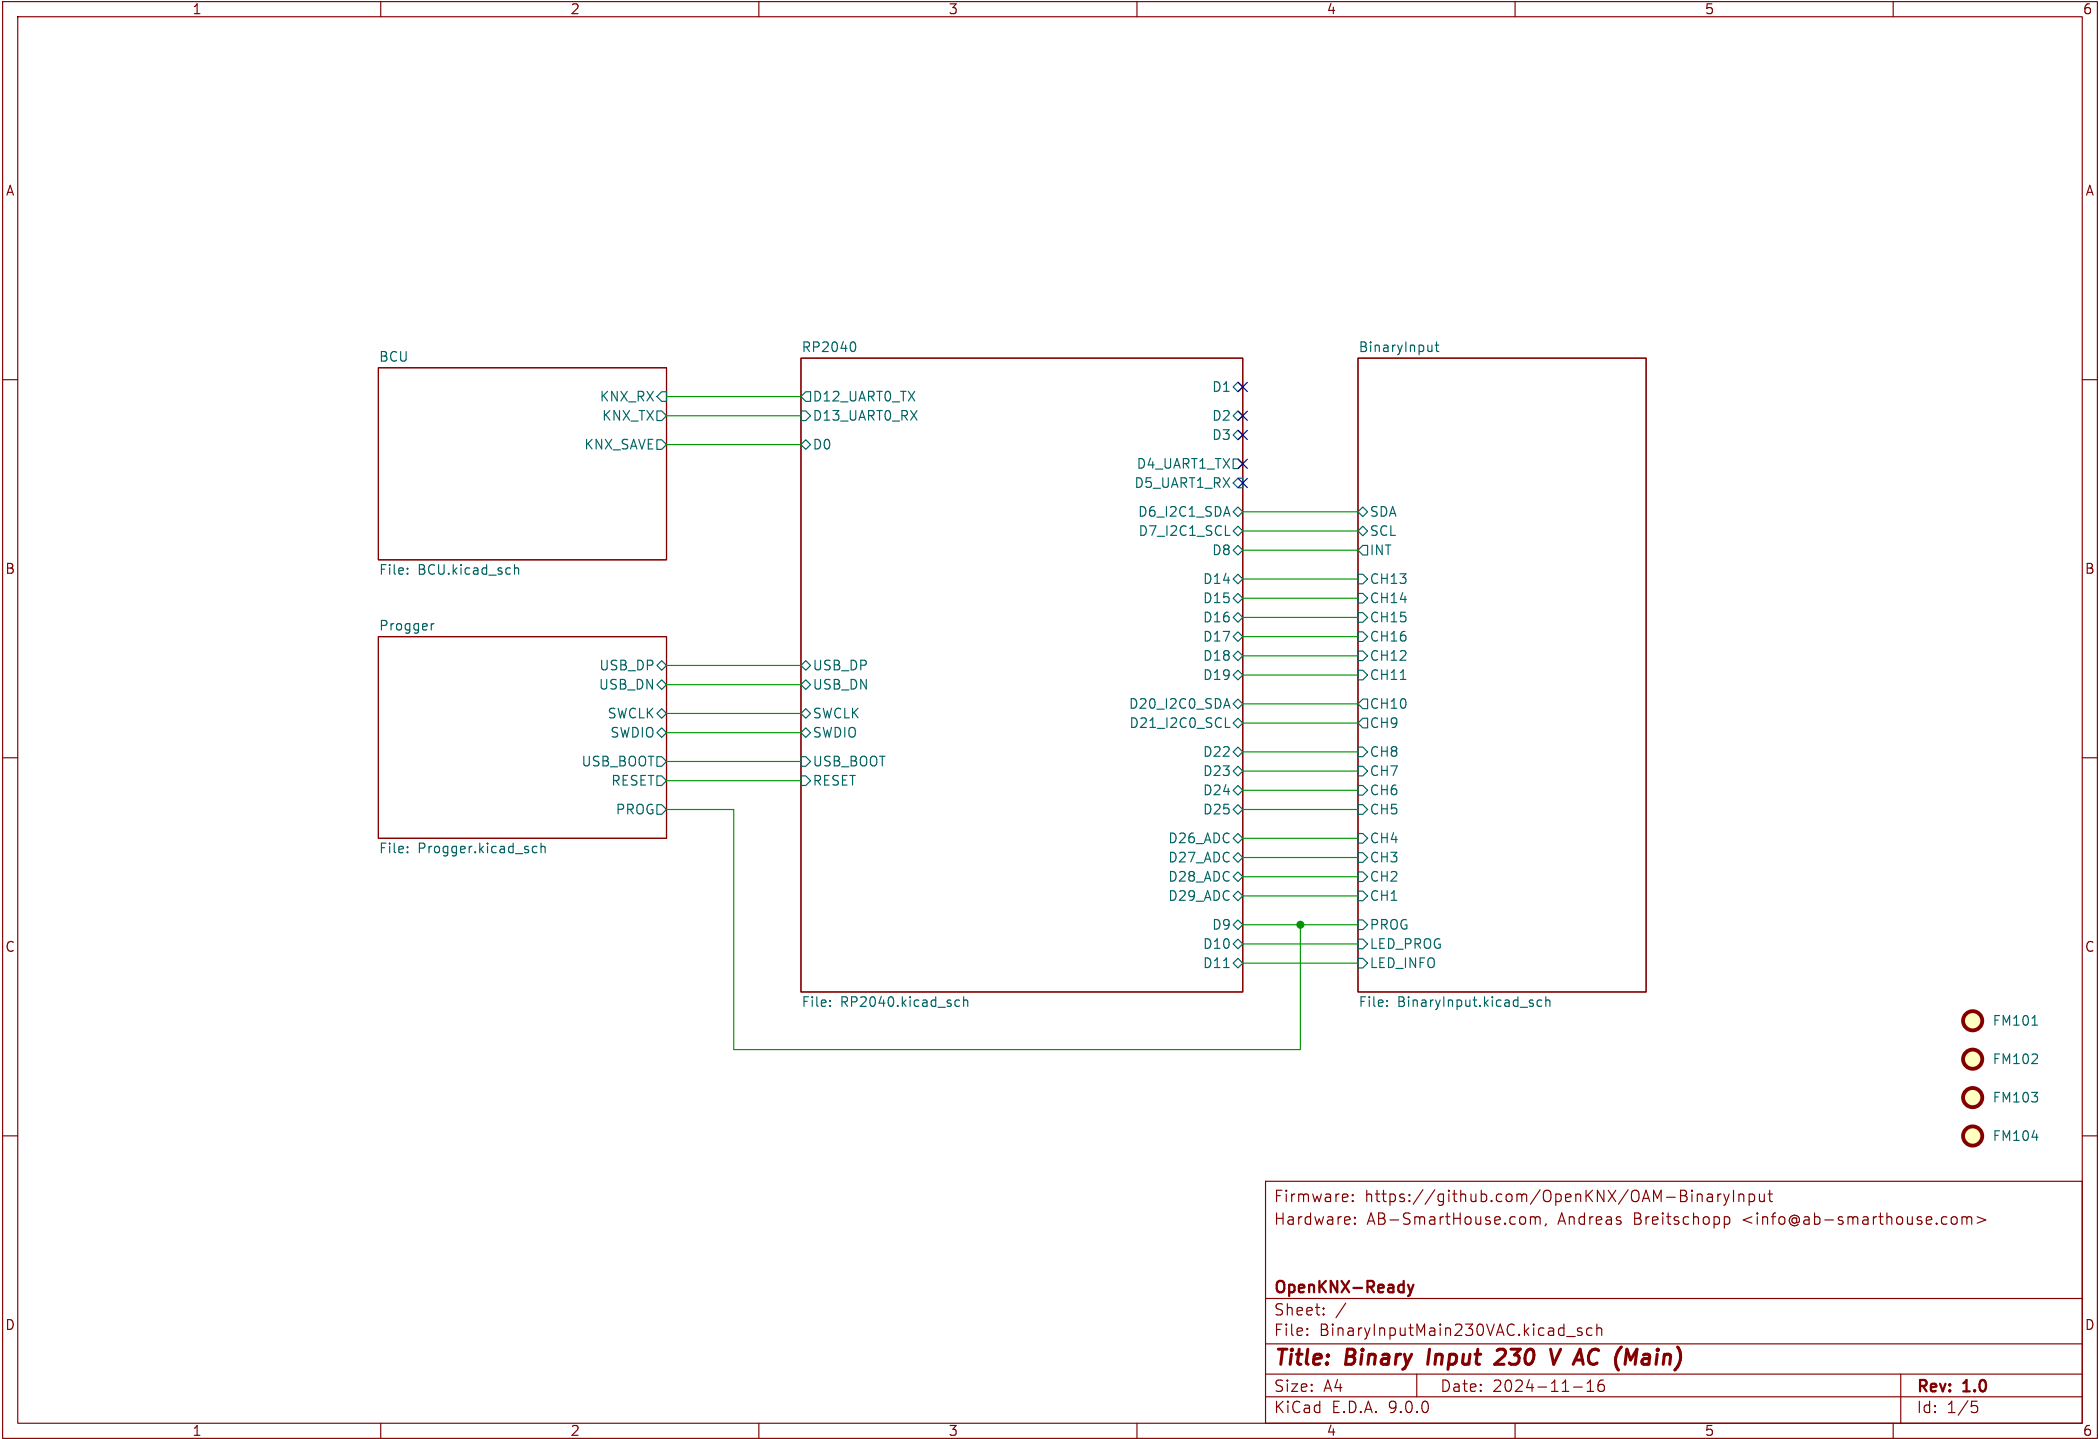 1 2 3 4 5 6
A A
B B
C C
D D
BCU
KNX_RX
KNX_TX
KNX_SAVE
File: BCU.kicad_sch
Progger
USB_DP
USB_DN
SWCLK
SWDIO
USB_BOOT
RESET
PROG
File: Progger.kicad_sch
RP2040
D12_UART0_TX
D13_UART0_RX
D0
USB_DP
USB_DN
SWCLK
SWDIO
USB_BOOT
RESET
D1
D2
D3
D4_UART1_TX
D5_UART1_RX
D6_I2C1_SDA
D7_I2C1_SCL
D8
D14
D15
D16
D17
D18
D19
D20_I2C0_SDA
D21_I2C0_SCL
D22
D23
D24
D25
D26_ADC
D27_ADC
D28_ADC
D29_ADC
D9
D10
D11
File: RP2040.kicad_sch
BinaryInput
SDA
SCL
INT
CH13
CH14
CH15
CH16
CH12
CH11
CH10
CH9
CH8
CH7
CH6
CH5
CH4
CH3
CH2
CH1
PROG
LED_PROG
LED_INFO
File: BinaryInput.kicad_sch
FM101
FM102
FM103
FM104
Firmware: https://github.com/OpenKNX/OAM-BinaryInput
Hardware: AB-SmartHouse.com, Andreas Breitschopp <info@ab-smarthouse.com>
OpenKNX-Ready
Sheet: /
File: BinaryInputMain230VAC.kicad_sch
Title: Binary Input 230 V AC (Main)
Size: A4 Date: 2024-11-16 Rev: 1.0
KiCad E.D.A. 9.0.0 Id: 1/5
1 2 3 4 5 6